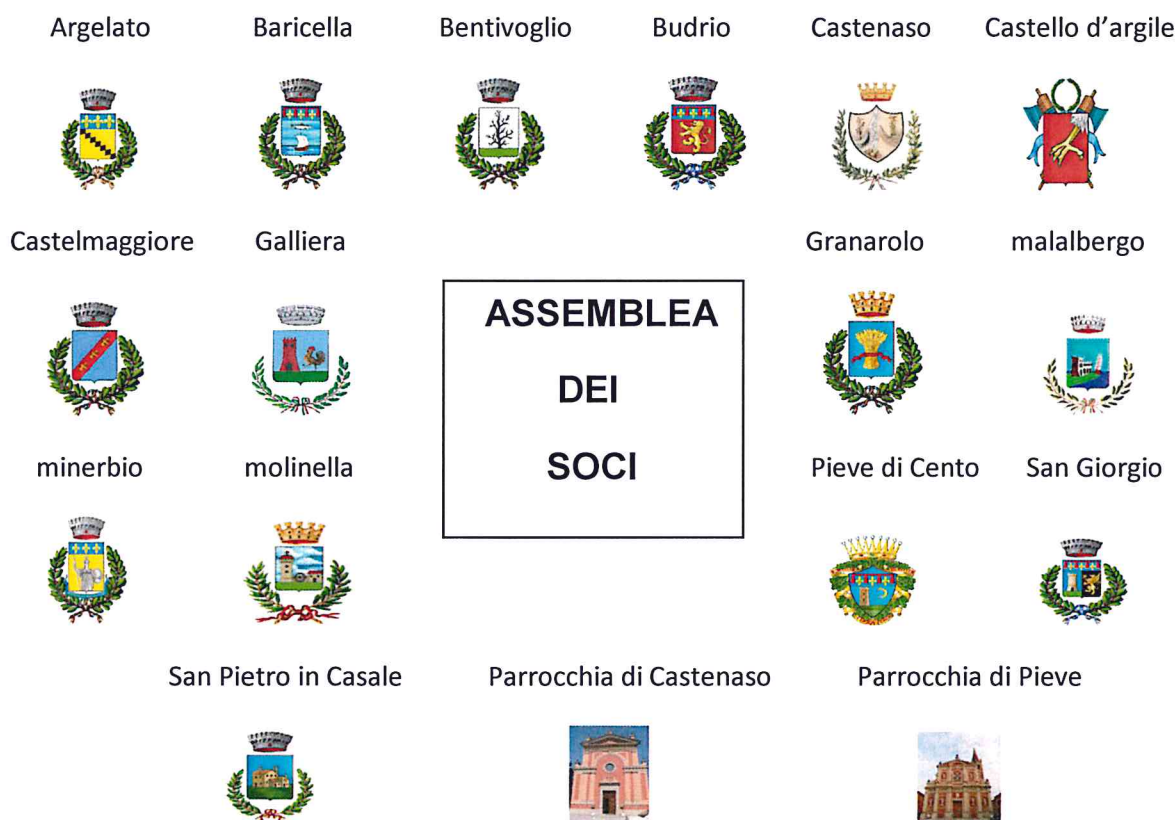 Argelato Baricella Bentivoglio Budrio Castenaso Castello d’argile
Castelmaggiore Galliera Granarolo malalbergo
ASSEMBLEA
DEI
SOCI
minerbio molinella Pieve di Cento San Giorgio
San Pietro in Casale Parrocchia di Castenaso Parrocchia di Pieve